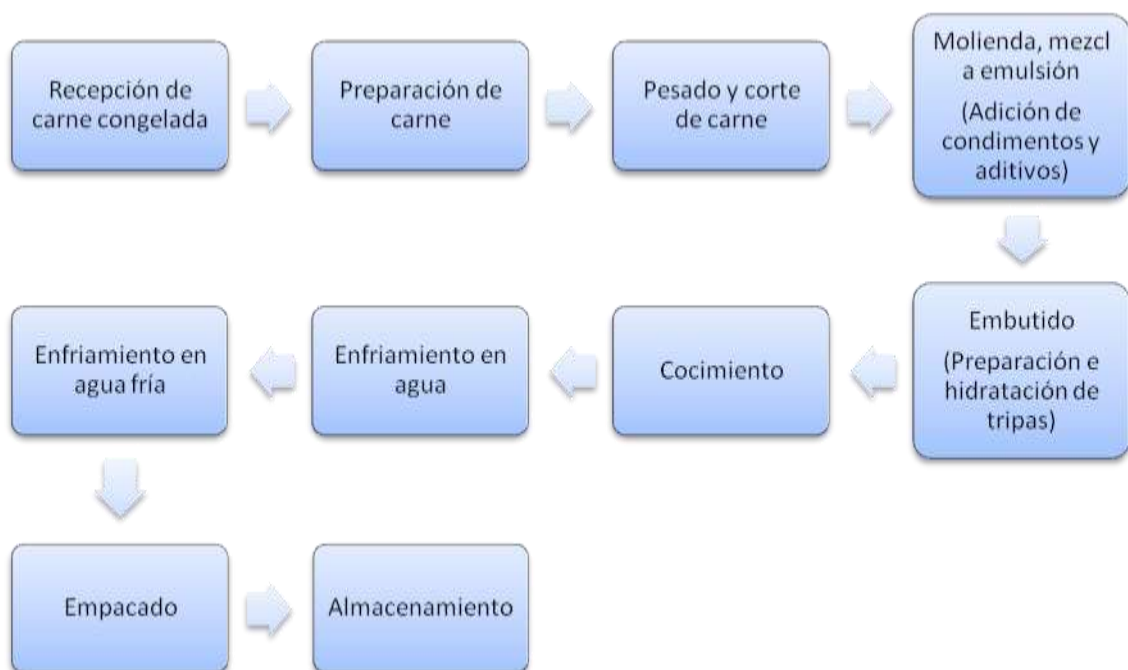 Recepción de
carne congelada
Preparación de
carne
Pesado y corte
de carne
Molienda, mezcl
a emulsión
(Adición de
condimentos y
aditivos)
Embutido
(Preparación e
hidratación de
tripas)
Cocimiento
Enfriamiento en
agua
Enfriamiento en
agua fría
Empacado
Almacenamiento